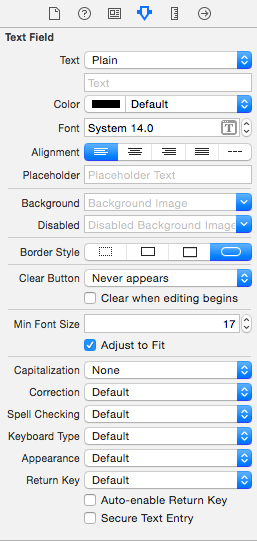 Text Field
Text Plain
Text
Color Default
Font System 14.0 T
Alignment
Placeholder Placeholder Text
Background Background Image
Disabled Disabled Background Image
Border Style
Clear Button Never appears
Clear when editing begins
Min Font Size 17
Adjust to Fit
Capitalization None
Correction Default
Spell Checking Default
Keyboard Type Default
Appearance Default
Return Key Default
Auto-enable Return Key
Secure Text Entry